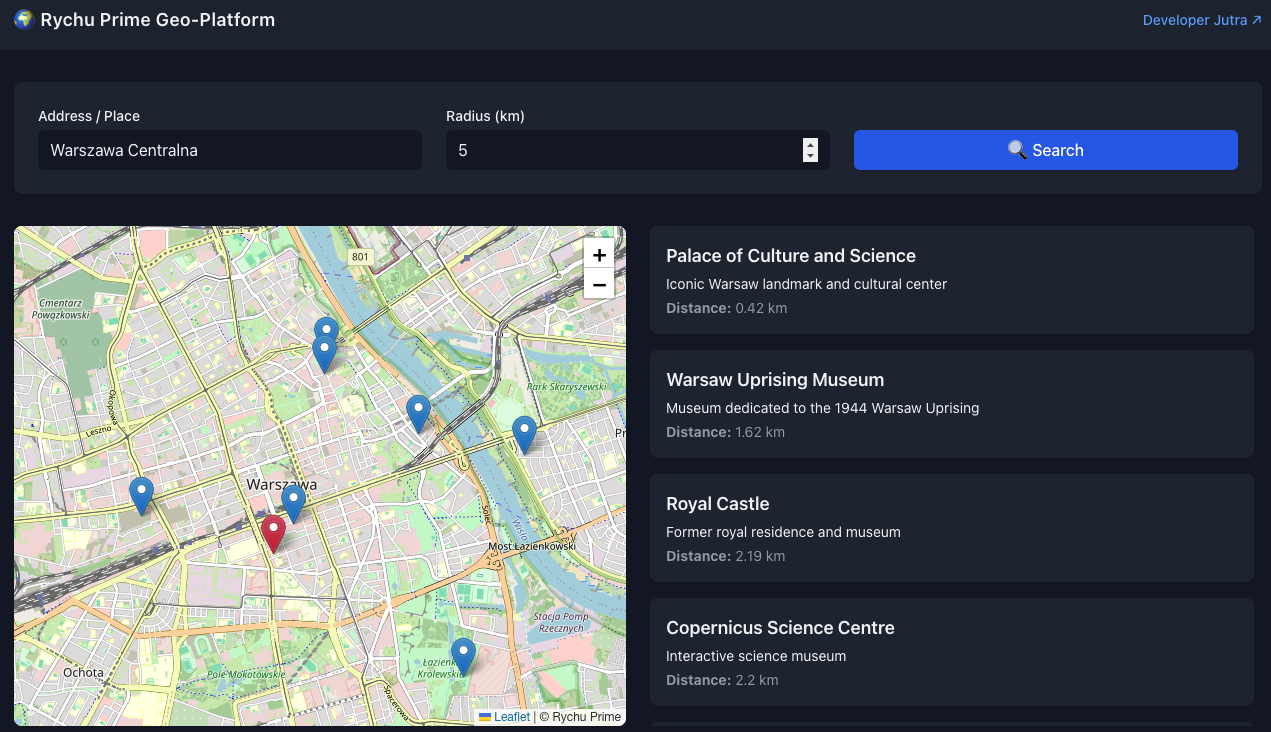 🌍 Rychu Prime Geo-Platform
Developer Jutra ↗
Address / Place
Radius (km)
Warszawa Centralna
5
🔍 Search
801
+
−
Cmentarz
Powązkowski
Park Skaryszewski
Okopowa
Leszno
Pr
Warszawa
Solec
Wisła
Most Łazienkowski
Stacja Pomp
Rzecznych
Łazienki
Królewskie
Ochota
Pole Mokotowskie
Spacerowa
Leaflet | © Rychu Prime
Palace of Culture and Science
Iconic Warsaw landmark and cultural center
Distance: 0.42 km
Warsaw Uprising Museum
Museum dedicated to the 1944 Warsaw Uprising
Distance: 1.62 km
Royal Castle
Former royal residence and museum
Distance: 2.19 km
Copernicus Science Centre
Interactive science museum
Distance: 2.2 km